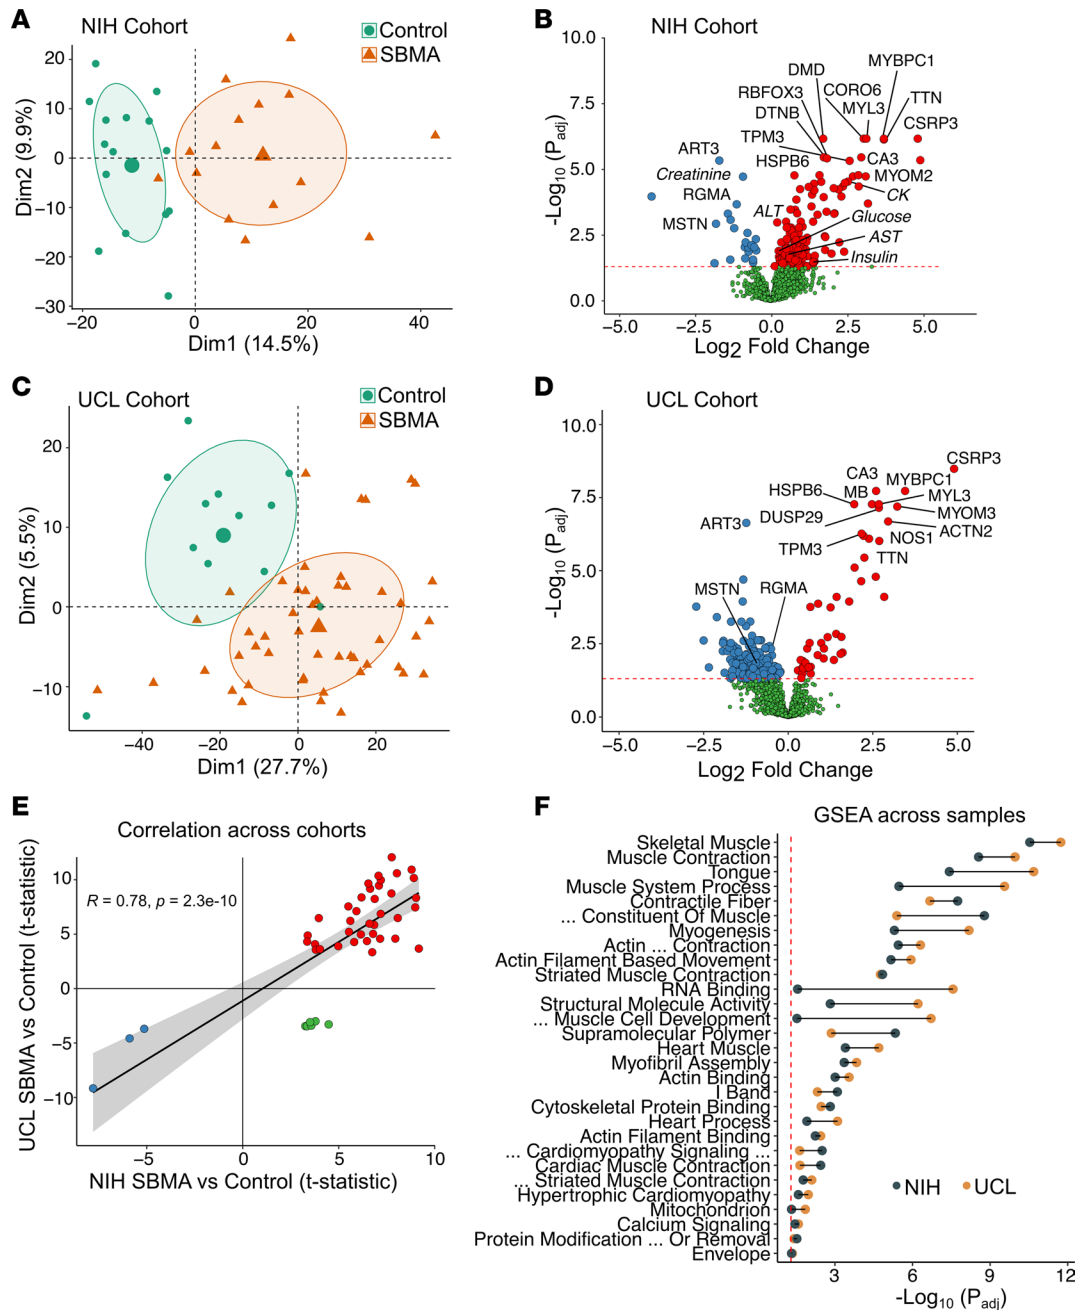 A
NIH Cohort
Control
SBMA
20
10
0
−10
−20
−30
−20
0
20
40
Dim2 (9.9%)
Dim1 (14.5%)
B
NIH Cohort
10.0
7.5
5.0
2.5
0.0
−5.0
−2.5
0.0
2.5
5.0
-Log10 (Padj)
Log2 Fold Change
MYBPC1
DMD
CORO6
RBFOX3
MYL3
TTN
DTNB
CSRP3
TPM3
ART3
HSPB6
CA3
Creatinine
MYOM2
RGMA
CK
ALT
Glucose
MSTN
AST
Insulin
C
UCL Cohort
Control
SBMA
20
10
0
−10
−40
−20
0
20
Dim2 (5.5%)
Dim1 (27.7%)
D
UCL Cohort
10.0
7.5
5.0
2.5
0.0
−5.0
−2.5
0.0
2.5
5.0
-Log10 (Padj)
Log2 Fold Change
CSRP3
CA3
MYBPC1
HSPB6
MB
MYL3
DUSP29
MYOM3
ART3
ACTN2
NOS1
TPM3
TTN
MSTN
RGMA
E
Correlation across cohorts
R = 0.78, p = 2.3e-10
10
5
0
−5
−10
−5
0
5
10
UCL SBMA vs Control (t-statistic)
NIH SBMA vs Control (t-statistic)
F
GSEA across samples
Skeletal Muscle
Muscle Contraction
Tongue
Muscle System Process
Contractile Fiber
... Constituent Of Muscle
Myogenesis
Actin ... Contraction
Actin Filament Based Movement
Striated Muscle Contraction
RNA Binding
Structural Molecule Activity
... Muscle Cell Development
Supramolecular Polymer
Heart Muscle
Myofibril Assembly
Actin Binding
I Band
Cytoskeletal Protein Binding
Heart Process
Actin Filament Binding
... Cardiomyopathy Signaling ...
Cardiac Muscle Contraction
... Striated Muscle Contraction
Hypertrophic Cardiomyopathy
Mitochondrion
Calcium Signaling
Protein Modification ... Or Removal
Envelope
NIH
UCL
3
6
9
12
-Log10 (Padj)